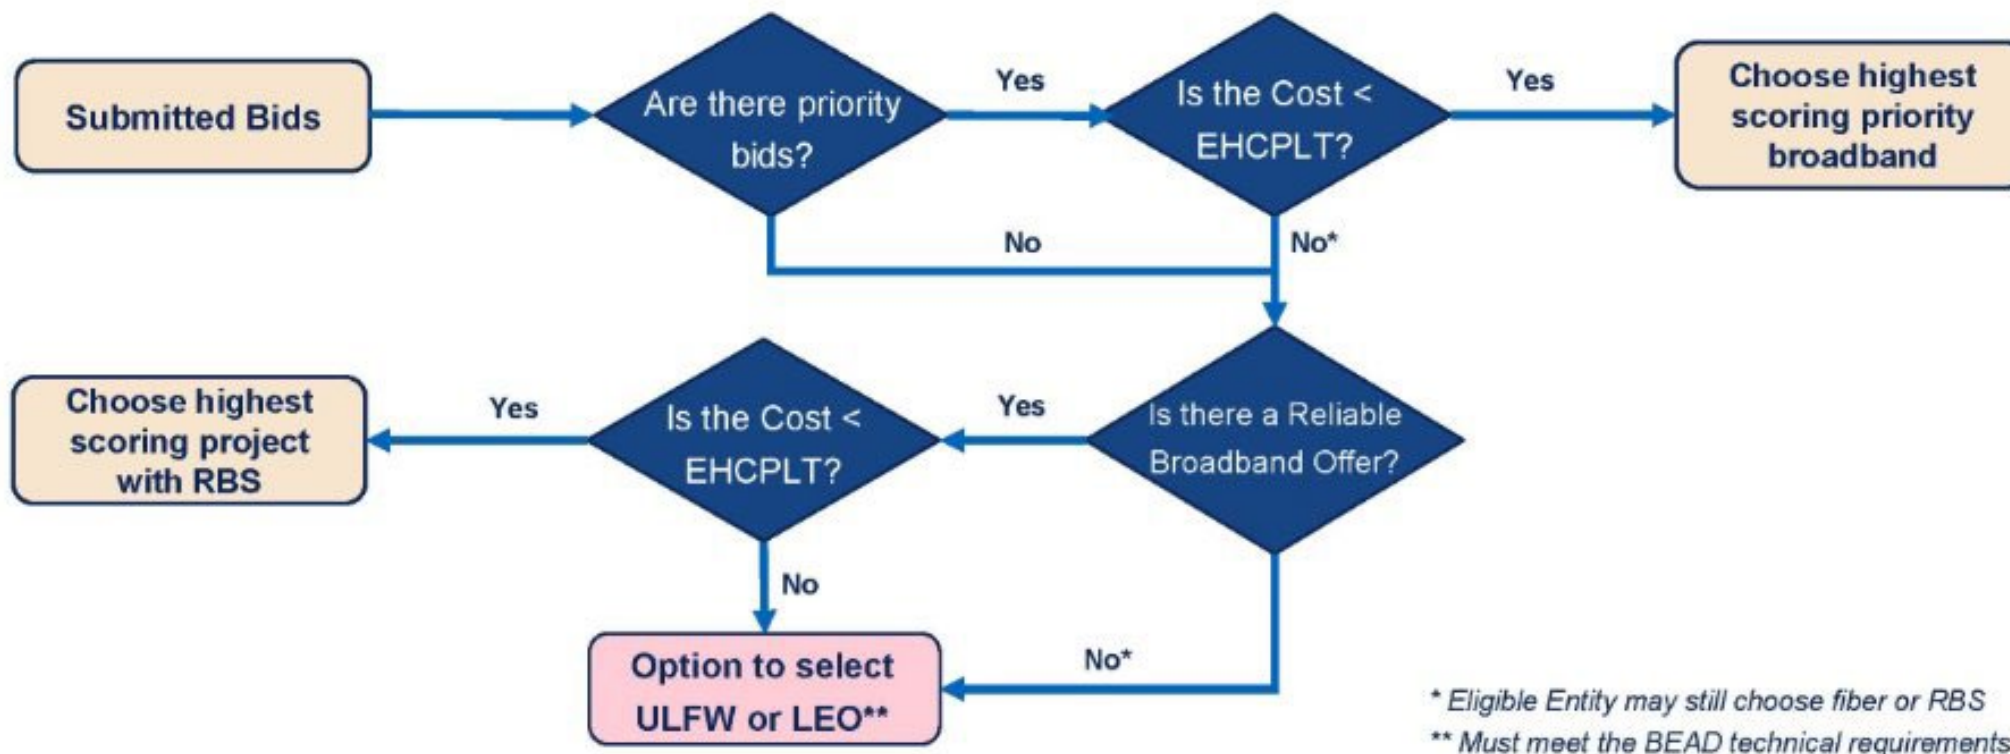 Submitted Bids
Are there priority
bids?
Yes
Is the Cost <
EHCPLT?
Yes
Choose highest
scoring priority
broadband
No
No*
Choose highest
scoring project
with RBS
Yes
Is the Cost <
EHCPLT?
Yes
Is there a Reliable
Broadband Offer?
No
Option to select
ULFW or LEO**
No*
* Eligible Entity may still choose fiber or RBS
** Must meet the BEAD technical requirements